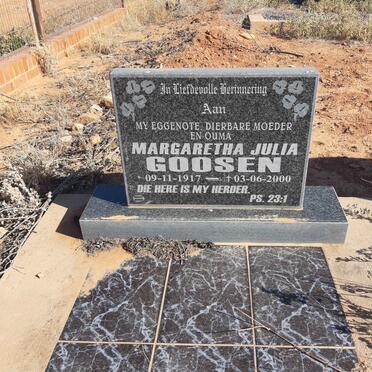 In Liefdevolle Herinnering
Aan
MY EGGENOTE, DIERBARE MOEDER
EN OUMA
MARGARETHA JULIA
GOOSEN
*09-11-1917 — †03-06-2000
DIE HERE IS MY HERDER.
PS. 23:1